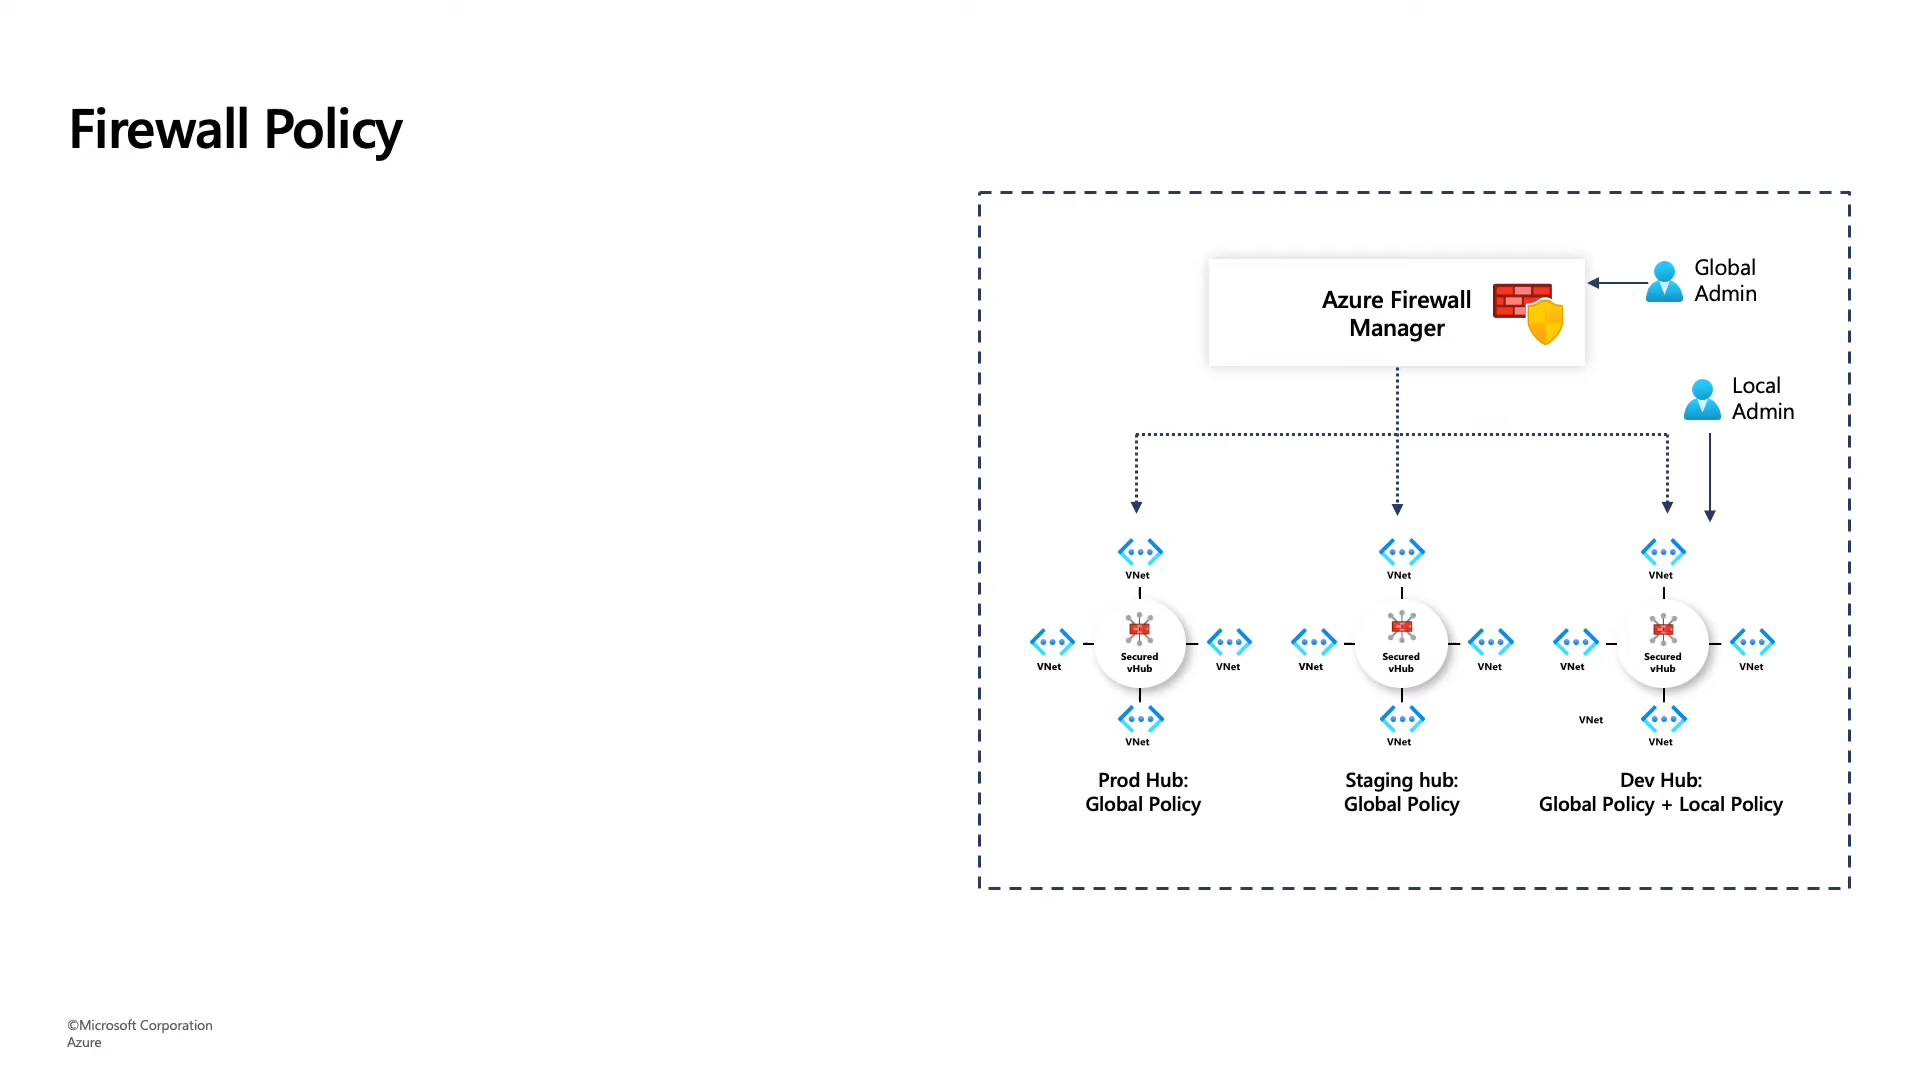 Firewall Policy
Azure Firewall
Manager
Global
Admin
Local
Admin
VNet
VNet
VNet
VNet
Secured
vHub
VNet
VNet
Secured
vHub
VNet
VNet
Secured
vHub
VNet
VNet
VNet
VNet
VNet
VNet
Prod Hub:
Global Policy
Staging hub:
Global Policy
Dev Hub:
Global Policy + Local Policy
©Microsoft Corporation
Azure